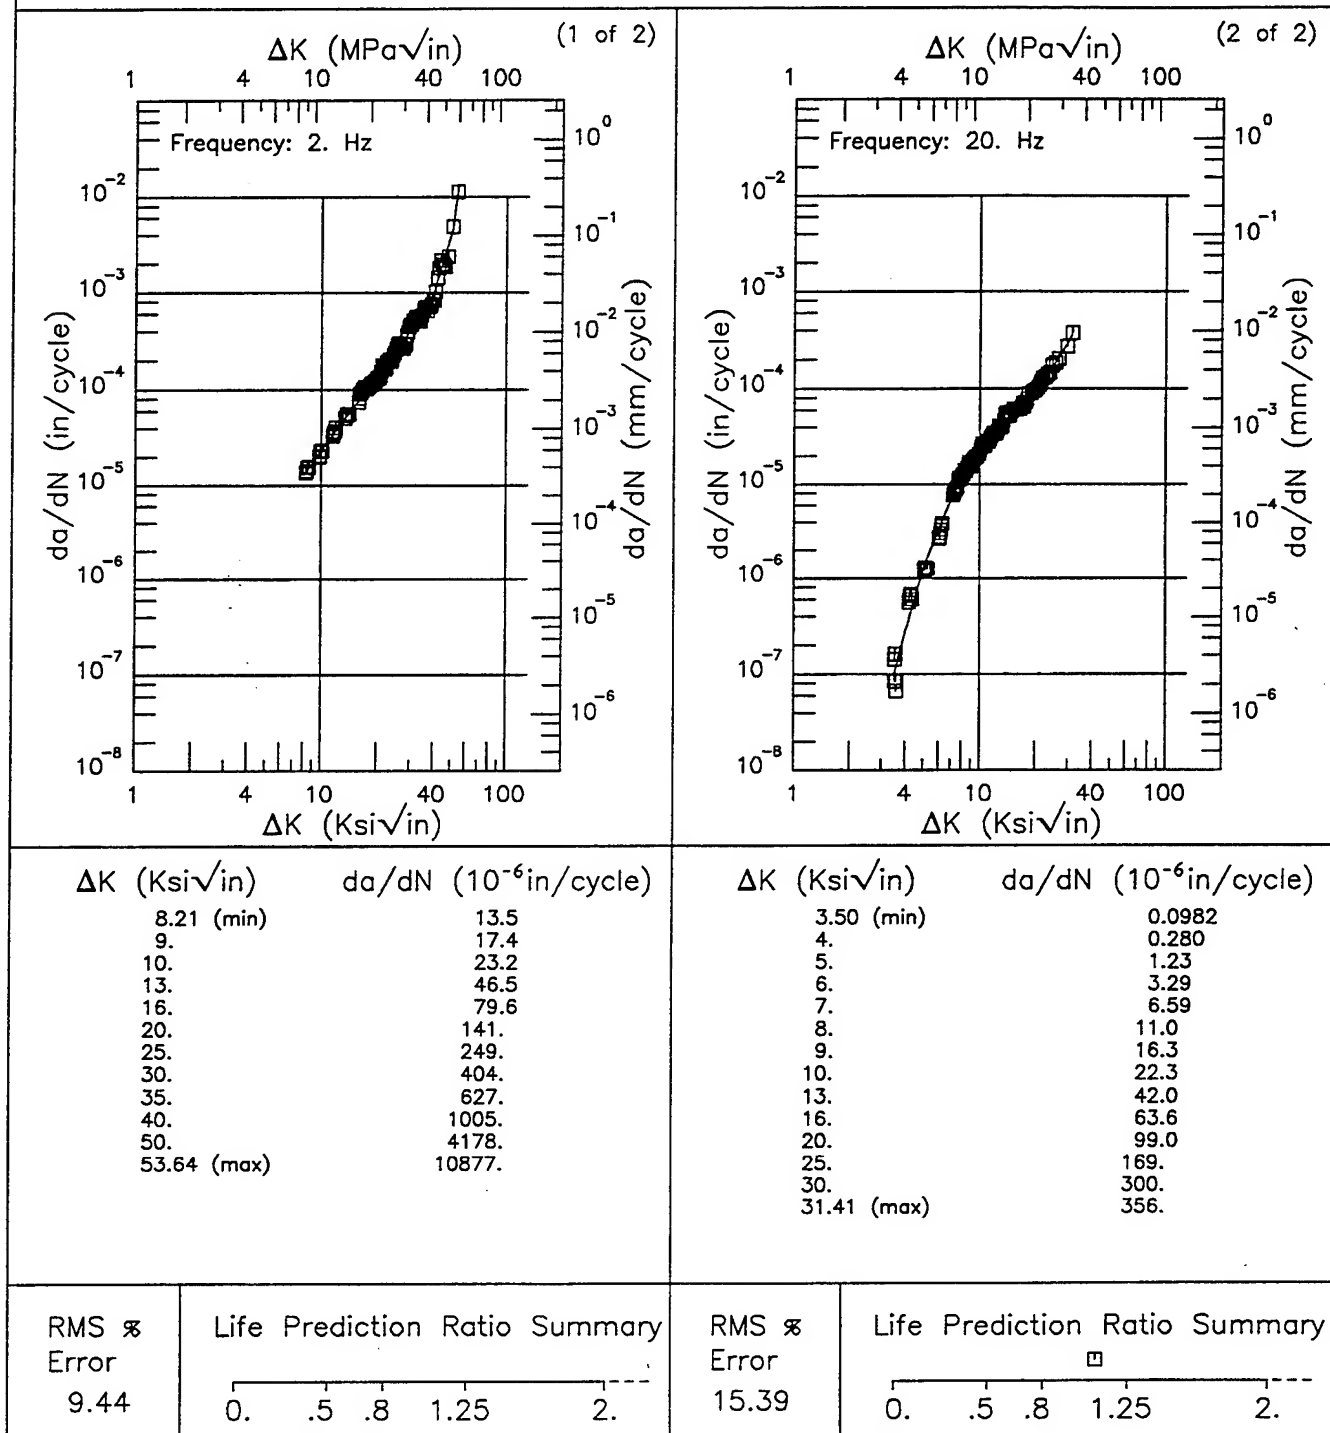 (1 of 2)
ΔK (MPa√in)
1 4 10 40 100
Frequency: 2. Hz
10⁰
10⁻²
10⁻¹
10⁻³
10⁻²
10⁻⁴
10⁻³
10⁻⁵
10⁻⁴
10⁻⁶
10⁻⁵
10⁻⁷
10⁻⁶
10⁻⁸
da/dN (in/cycle)
da/dN (mm/cycle)
1 4 10 40 100
ΔK (Ksi√in)
(2 of 2)
ΔK (MPa√in)
1 4 10 40 100
Frequency: 20. Hz
10⁰
10⁻²
10⁻¹
10⁻³
10⁻²
10⁻⁴
10⁻³
10⁻⁵
10⁻⁴
10⁻⁶
10⁻⁵
10⁻⁷
10⁻⁶
10⁻⁸
da/dN (in/cycle)
da/dN (mm/cycle)
1 4 10 40 100
ΔK (Ksi√in)
ΔK (Ksi√in) da/dN (10⁻⁶in/cycle)
8.21 (min) 13.5
9. 17.4
10. 23.2
13. 46.5
16. 79.6
20. 141.
25. 249.
30. 404.
35. 627.
40. 1005.
50. 4178.
53.64 (max) 10877.
ΔK (Ksi√in) da/dN (10⁻⁶in/cycle)
3.50 (min) 0.0982
4. 0.280
5. 1.23
6. 3.29
7. 6.59
8. 11.0
9. 16.3
10. 22.3
13. 42.0
16. 63.6
20. 99.0
25. 169.
30. 300.
31.41 (max) 356.
RMS %
Error
9.44
Life Prediction Ratio Summary
0. .5 .8 1.25 2.
RMS %
Error
15.39
Life Prediction Ratio Summary
0. .5 .8 1.25 2.